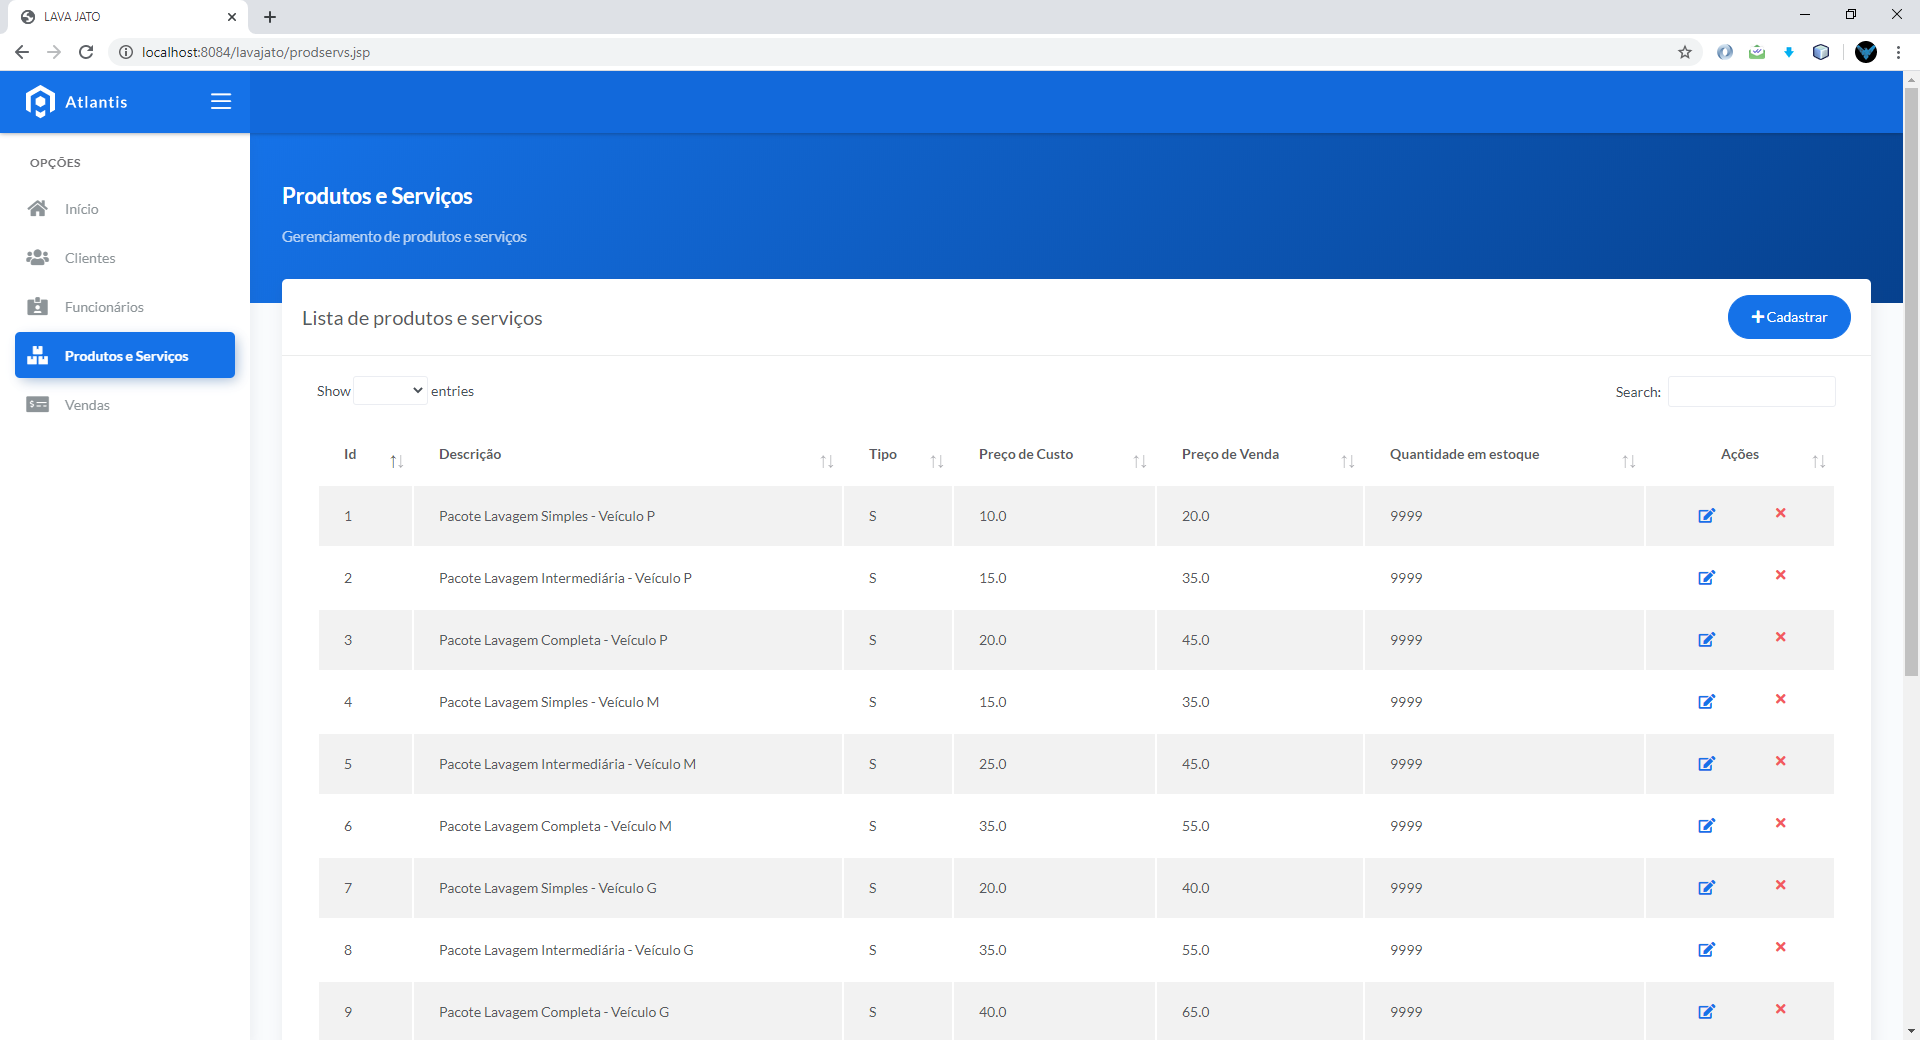 LAVA JATO
localhost:8084/lavajato/prodservs.jsp
Atlantis
OPÇÕES
Início
Clientes
Funcionários
Produtos e Serviços
Vendas
Produtos e Serviços
Gerenciamento de produtos e serviços
Lista de produtos e serviços
Cadastrar
Show entries
Search:
Id Descrição Tipo Preço de Custo Preço de Venda Quantidade em estoque Ações
1 Pacote Lavagem Simples - Veículo P S 10.0 20.0 9999
2 Pacote Lavagem Intermediária - Veículo P S 15.0 35.0 9999
3 Pacote Lavagem Completa - Veículo P S 20.0 45.0 9999
4 Pacote Lavagem Simples - Veículo M S 15.0 35.0 9999
5 Pacote Lavagem Intermediária - Veículo M S 25.0 45.0 9999
6 Pacote Lavagem Completa - Veículo M S 35.0 55.0 9999
7 Pacote Lavagem Simples - Veículo G S 20.0 40.0 9999
8 Pacote Lavagem Intermediária - Veículo G S 35.0 55.0 9999
9 Pacote Lavagem Completa - Veículo G S 40.0 65.0 9999